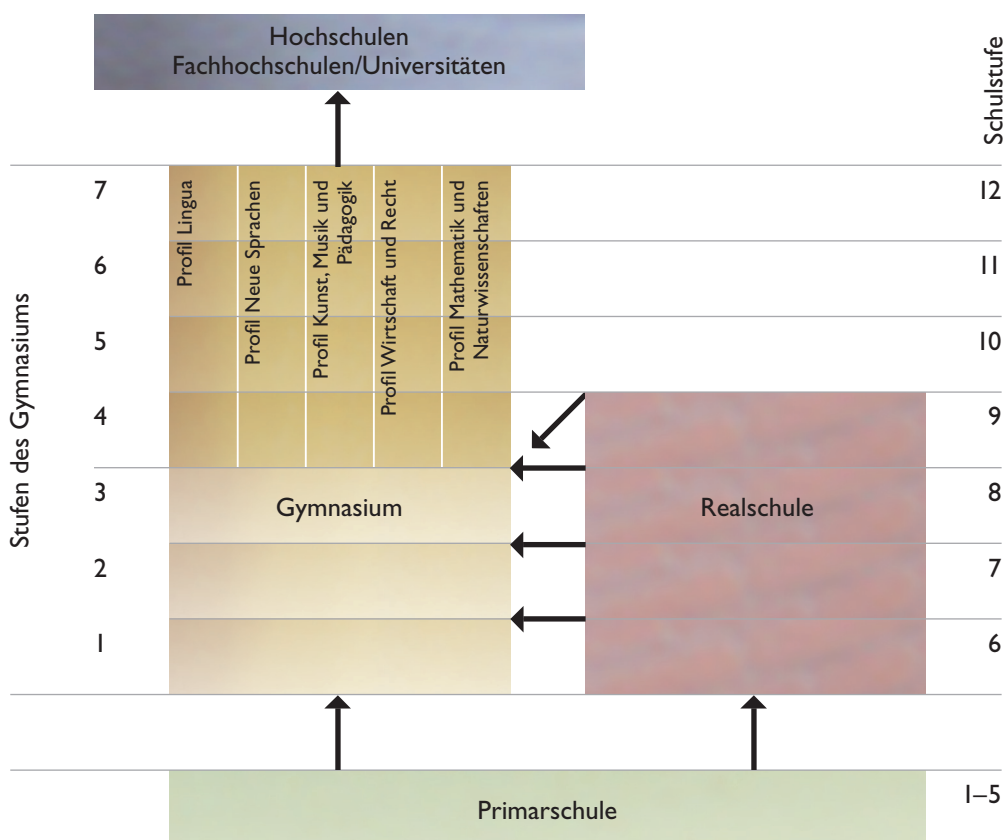 Hochschulen
Fachhochschulen/Universitäten
Schulstufe
Stufen des Gymnasiums
7
Profil Lingua
Profil Neue Sprachen
Profil Kunst, Musik und
Pädagogik
Profil Wirtschaft und Recht
Profil Mathematik und
Naturwissenschaften
12
6
11
5
10
4
9
3
Gymnasium
Realschule
8
2
7
1
6
Primarschule
1–5